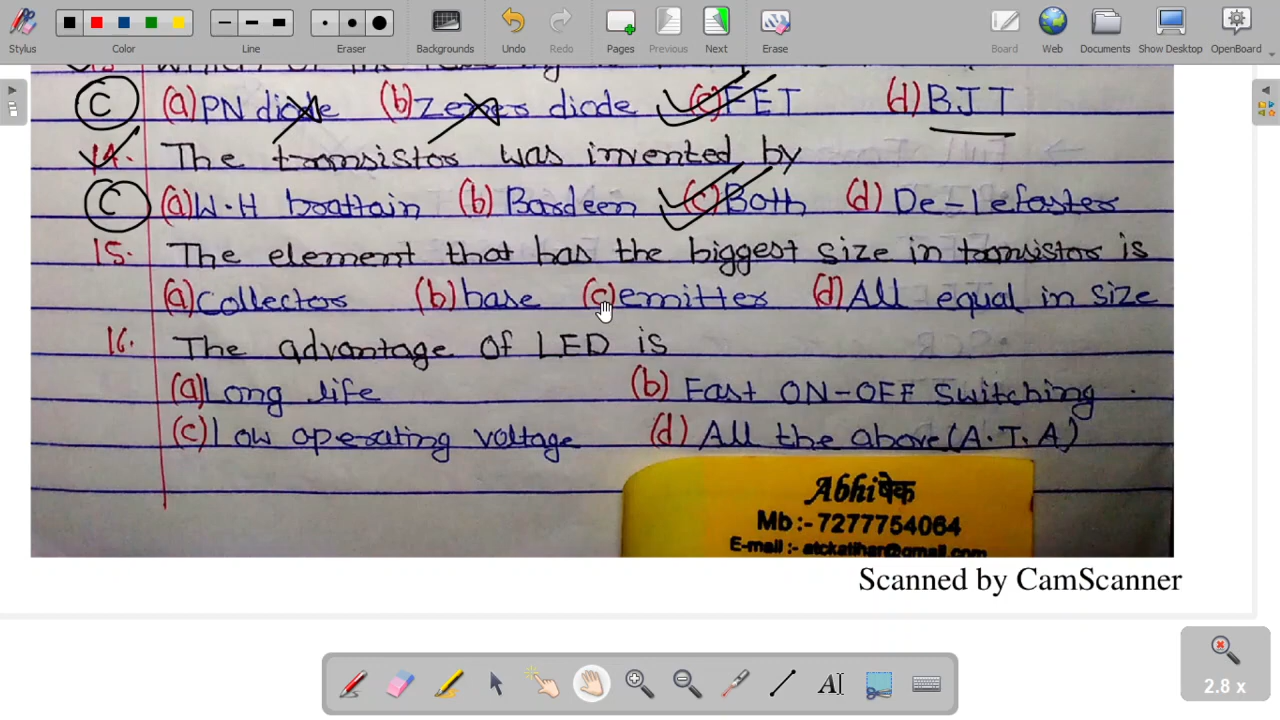 Stylus
Color
Line
Eraser
Backgrounds
Undo
Redo
Pages
Previous
Next
Erase
Board
Web
Documents
Show Desktop
OpenBoard
C (a) PN diode (b) Zener diode (c) FET (d) BJT
14. The transistor was invented by
C (a) W.H brattain (b) Bardeen (c) Both (d) De-Lefaster
15. The element that has the biggest size in transistor is
(a) Collector (b) base (c) emitter (d) All equal in size
16. The advantage of LED is
(a) Long life (b) Fast ON-OFF Switching
(c) Low operating voltage (d) All the above (A.T.A)
Abhiषेक
Mb:- 7277754064
E-mail :- atckatihar@gmail.com
Scanned by CamScanner
2.8 x